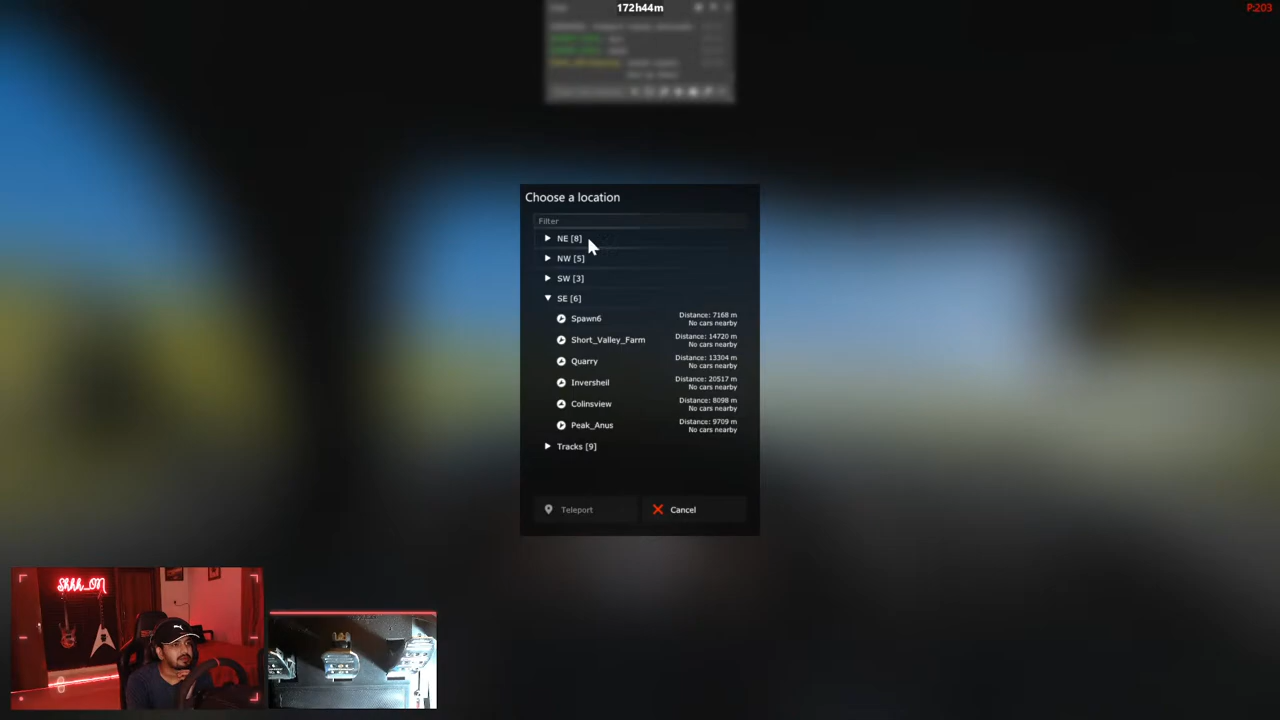 172h44m
P:203
Choose a location
Filter
NE [8]
NW [5]
SW [3]
SE [6]
Spawn6
Distance: 7168 m
No cars nearby
Short_Valley_Farm
Distance: 14720 m
No cars nearby
Quarry
Distance: 13304 m
No cars nearby
Inversheil
Distance: 20517 m
No cars nearby
Colinsview
Distance: 8098 m
No cars nearby
Peak_Anus
Distance: 9709 m
No cars nearby
Tracks [9]
Teleport
Cancel
Shhh_ON